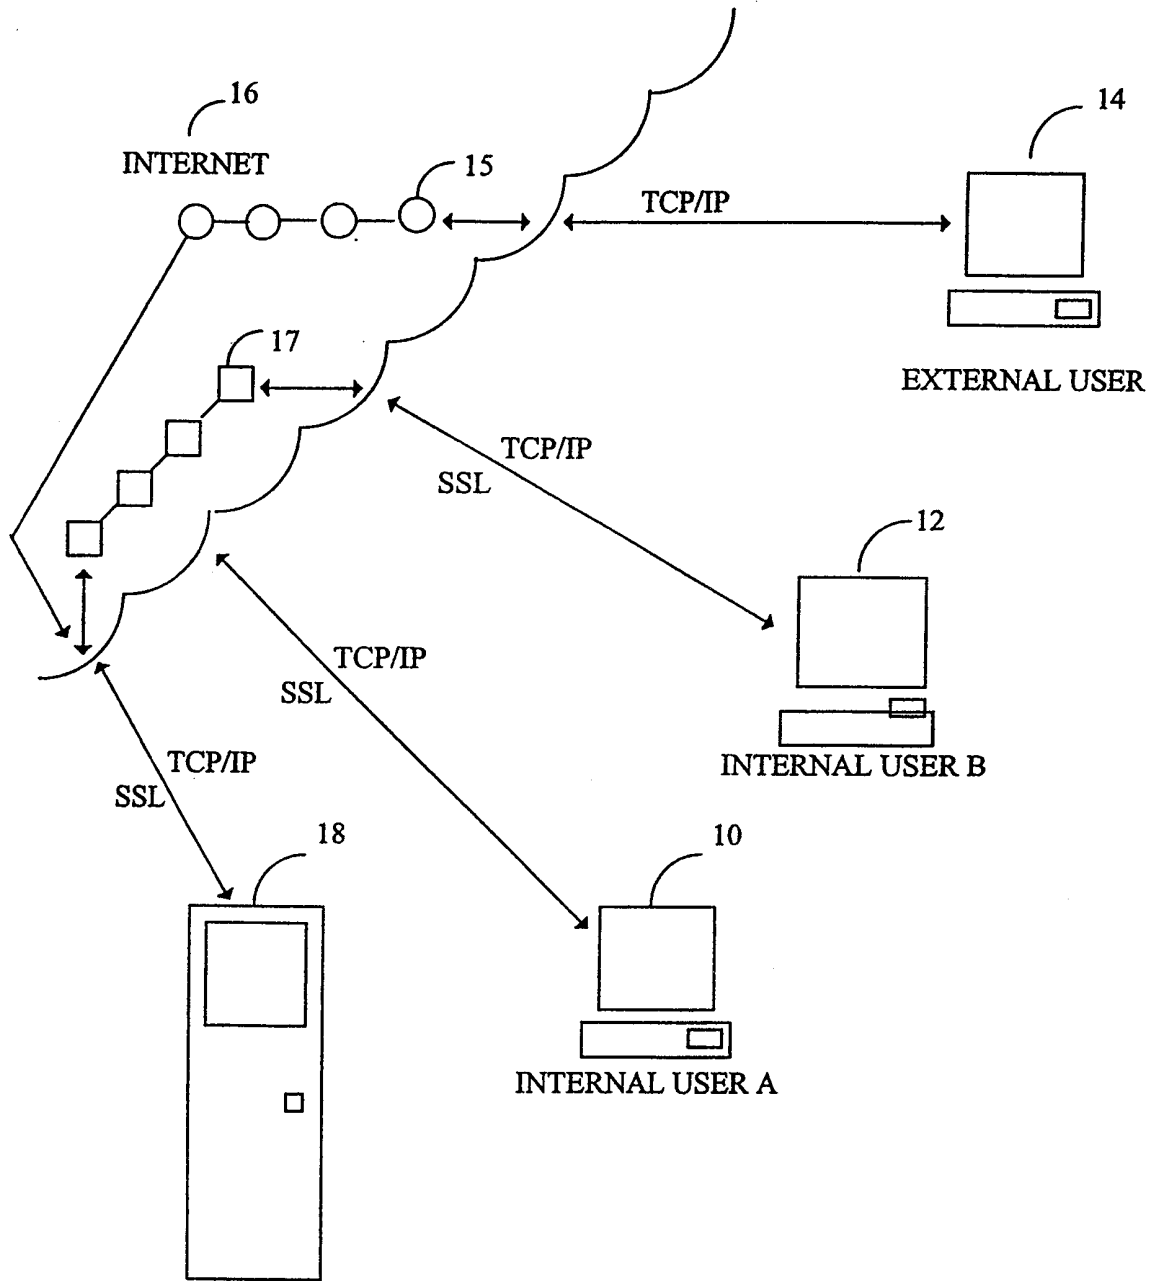 16
INTERNET
14
15
TCP/IP
17
EXTERNAL USER
TCP/IP
SSL
12
TCP/IP
SSL
INTERNAL USER B
TCP/IP
SSL
18
10
INTERNAL USER A